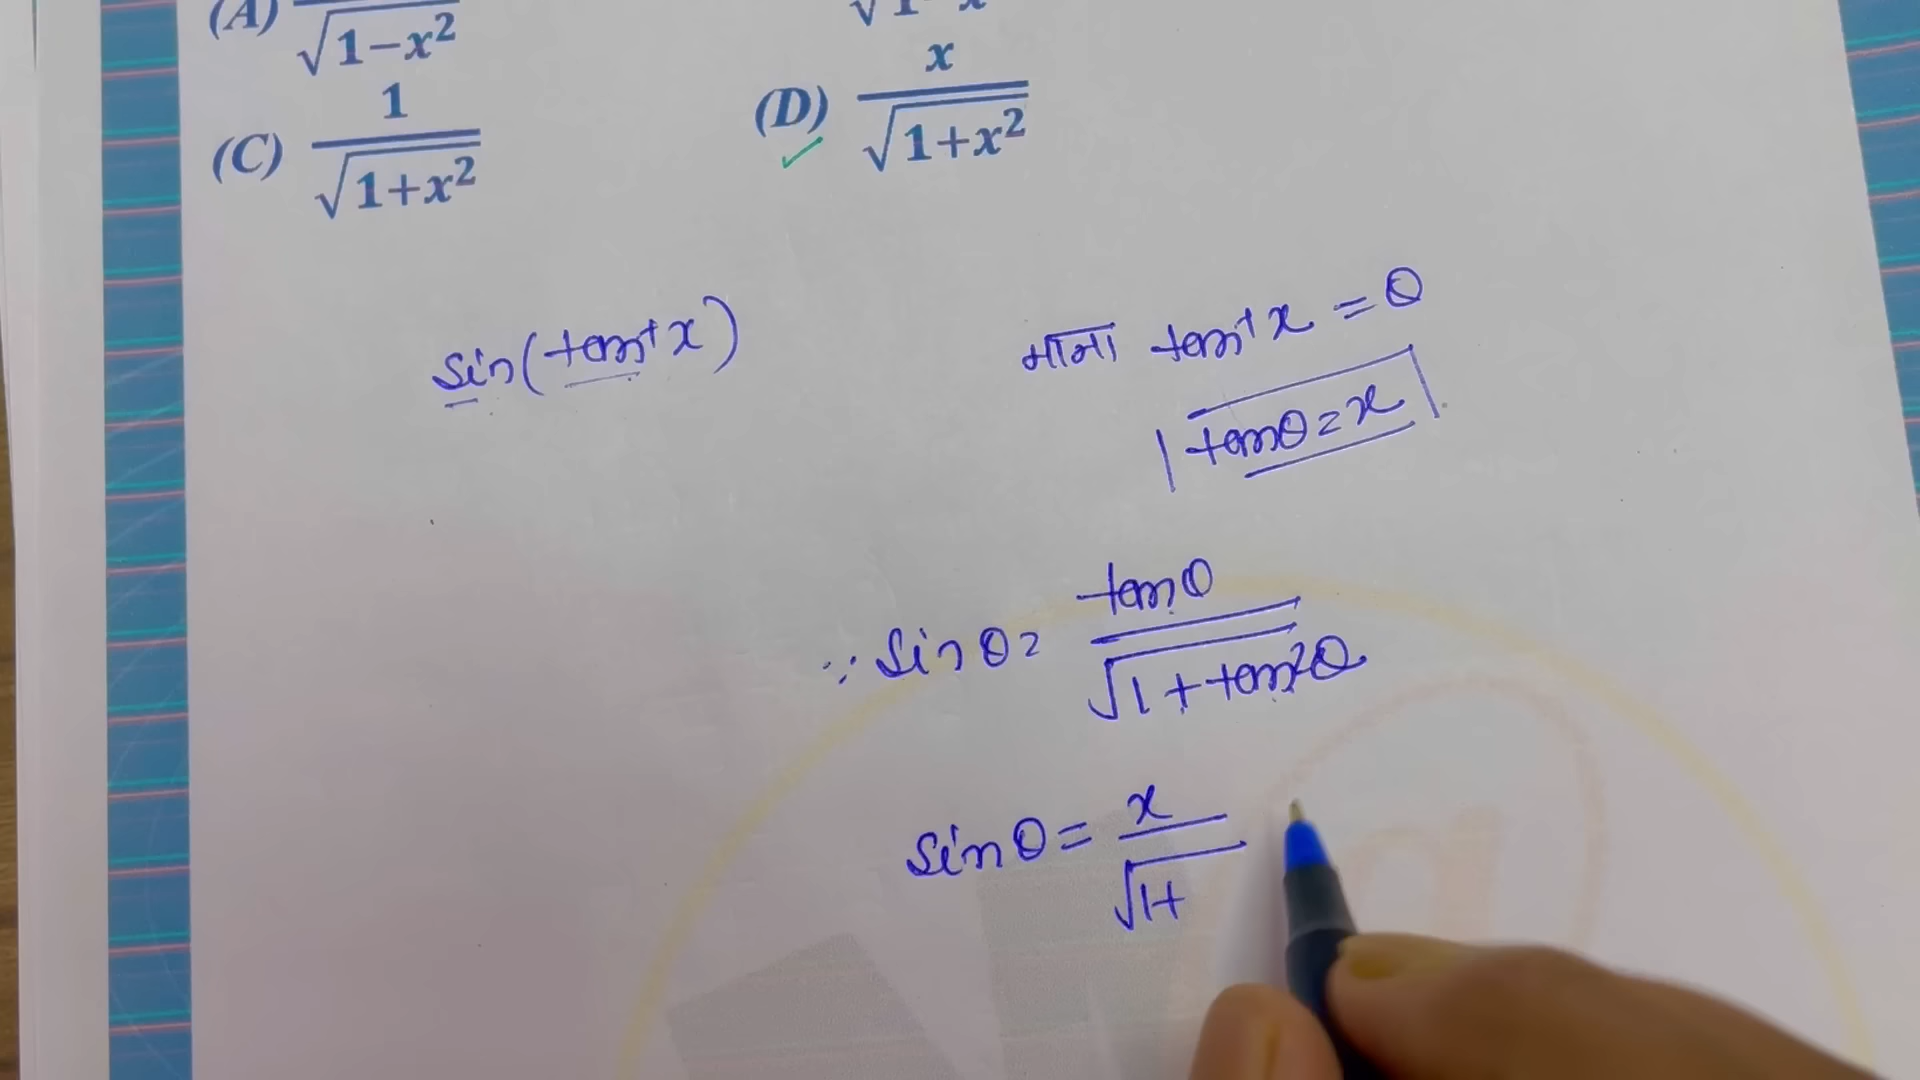 (A) √1−x²
(C) 1/√1+x²
(D) x/√1+x²
sin(tan⁻¹x)
माना tan⁻¹x = θ
tanθ = x
∵ sinθ = tanθ/√1+tan²θ
sinθ = x/√1+